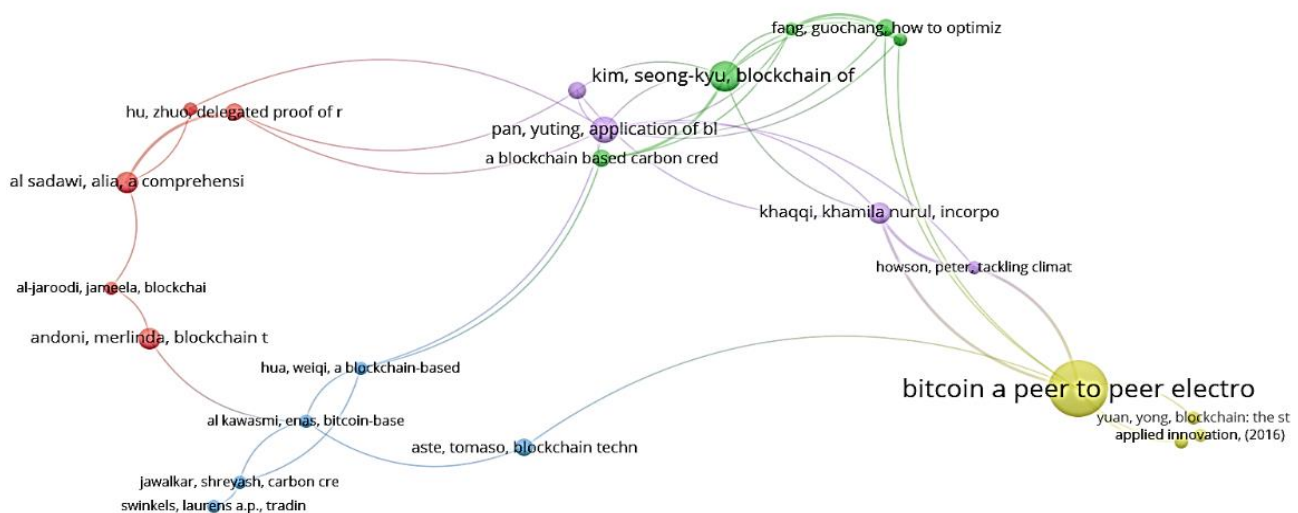 fang, guochang, how to optimiz
kim, seong-kyu, blockchain of
hu, zhuo, delegated proof of r
pan, yuting, application of bl
a blockchain based carbon cred
al sadawi, alia, a comprehensi
khaqqi, khamila nurul, incorpo
howson, peter, tackling climat
al-jaroodi, jameela, blockchai
andoni, merlinda, blockchain t
hua, weiqi, a blockchain-based
bitcoin a peer to peer electro
yuan, yong, blockchain: the st
al kawasmi, enas, bitcoin-base
applied innovation, (2016)
aste, tomaso, blockchain techn
jawalkar, shreyash, carbon cre
swinkels, laurens a.p., tradin